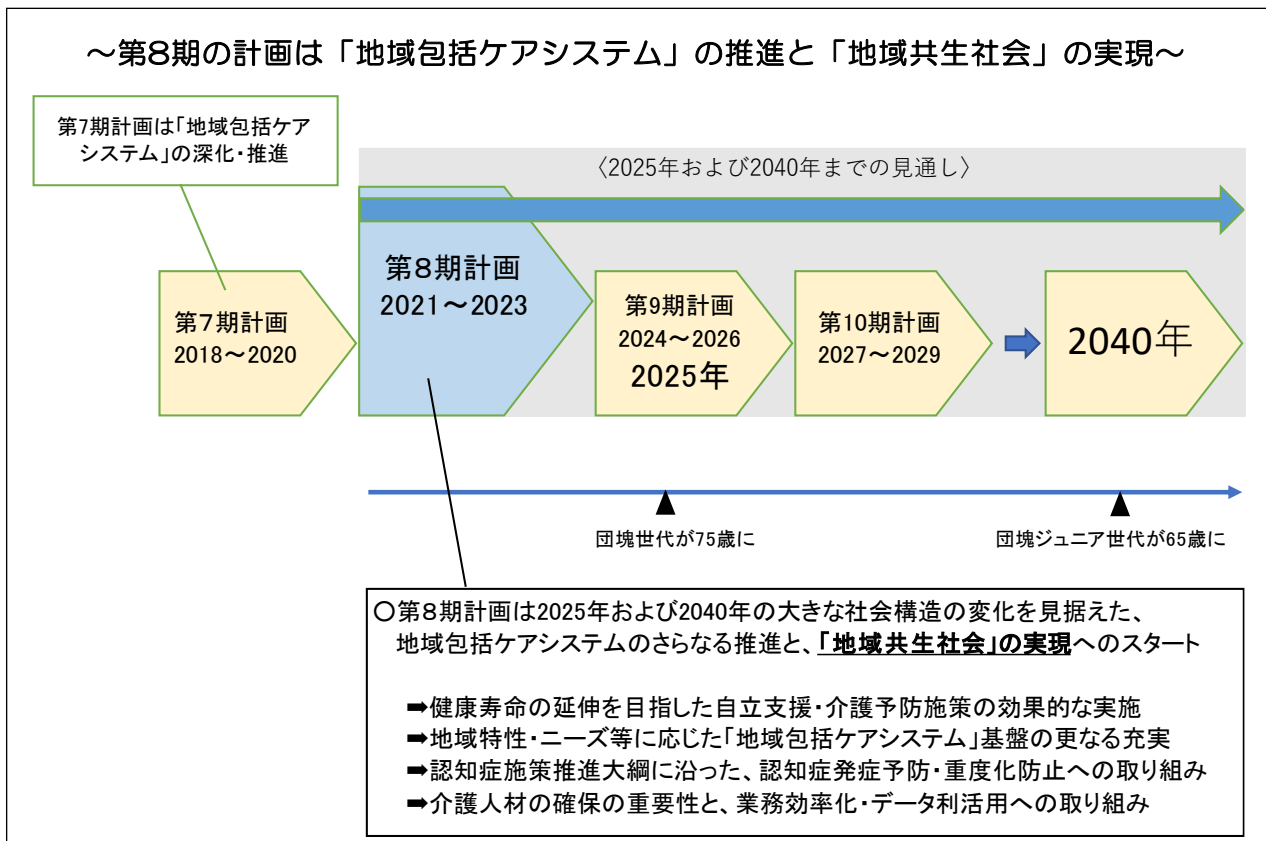 ～第8期の計画は「地域包括ケアシステム」の推進と「地域共生社会」の実現～
第7期計画は「地域包括ケア
システム」の深化・推進
〈2025年および2040年までの見通し〉
第７期計画
2018～2020
第８期計画
2021～2023
第9期計画
2024～2026
2025年
第10期計画
2027～2029
2040年
団塊世代が75歳に
団塊ジュニア世代が65歳に
○第８期計画は2025年および2040年の大きな社会構造の変化を見据えた、
地域包括ケアシステムのさらなる推進と、「地域共生社会」の実現へのスタート
➡健康寿命の延伸を目指した自立支援・介護予防施策の効果的な実施
➡地域特性・ニーズ等に応じた「地域包括ケアシステム」基盤の更なる充実
➡認知症施策推進大綱に沿った、認知症発症予防・重度化防止への取り組み
➡介護人材の確保の重要性と、業務効率化・データ利活用への取り組み